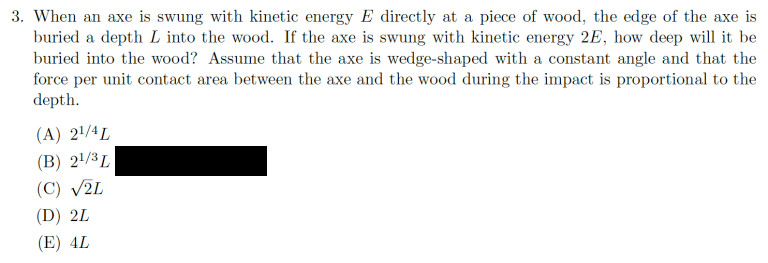 3. When an axe is swung with kinetic energy E directly at a piece of wood, the edge of the axe is
buried a depth L into the wood. If the axe is swung with kinetic energy 2E, how deep will it be
buried into the wood? Assume that the axe is wedge-shaped with a constant angle and that the
force per unit contact area between the axe and the wood during the impact is proportional to the
depth.
(A) 2^{1/4}L
(B) 2^{1/3}L
(C) √2L
(D) 2L
(E) 4L